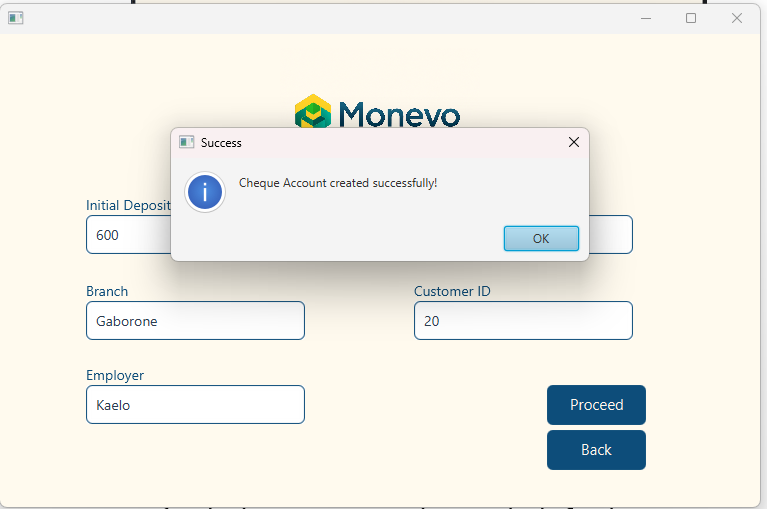 Monevo
Success
Cheque Account created successfully!
OK
Initial Deposit
600
Branch
Customer ID
Gaborone
20
Employer
Kaelo
Proceed
Back